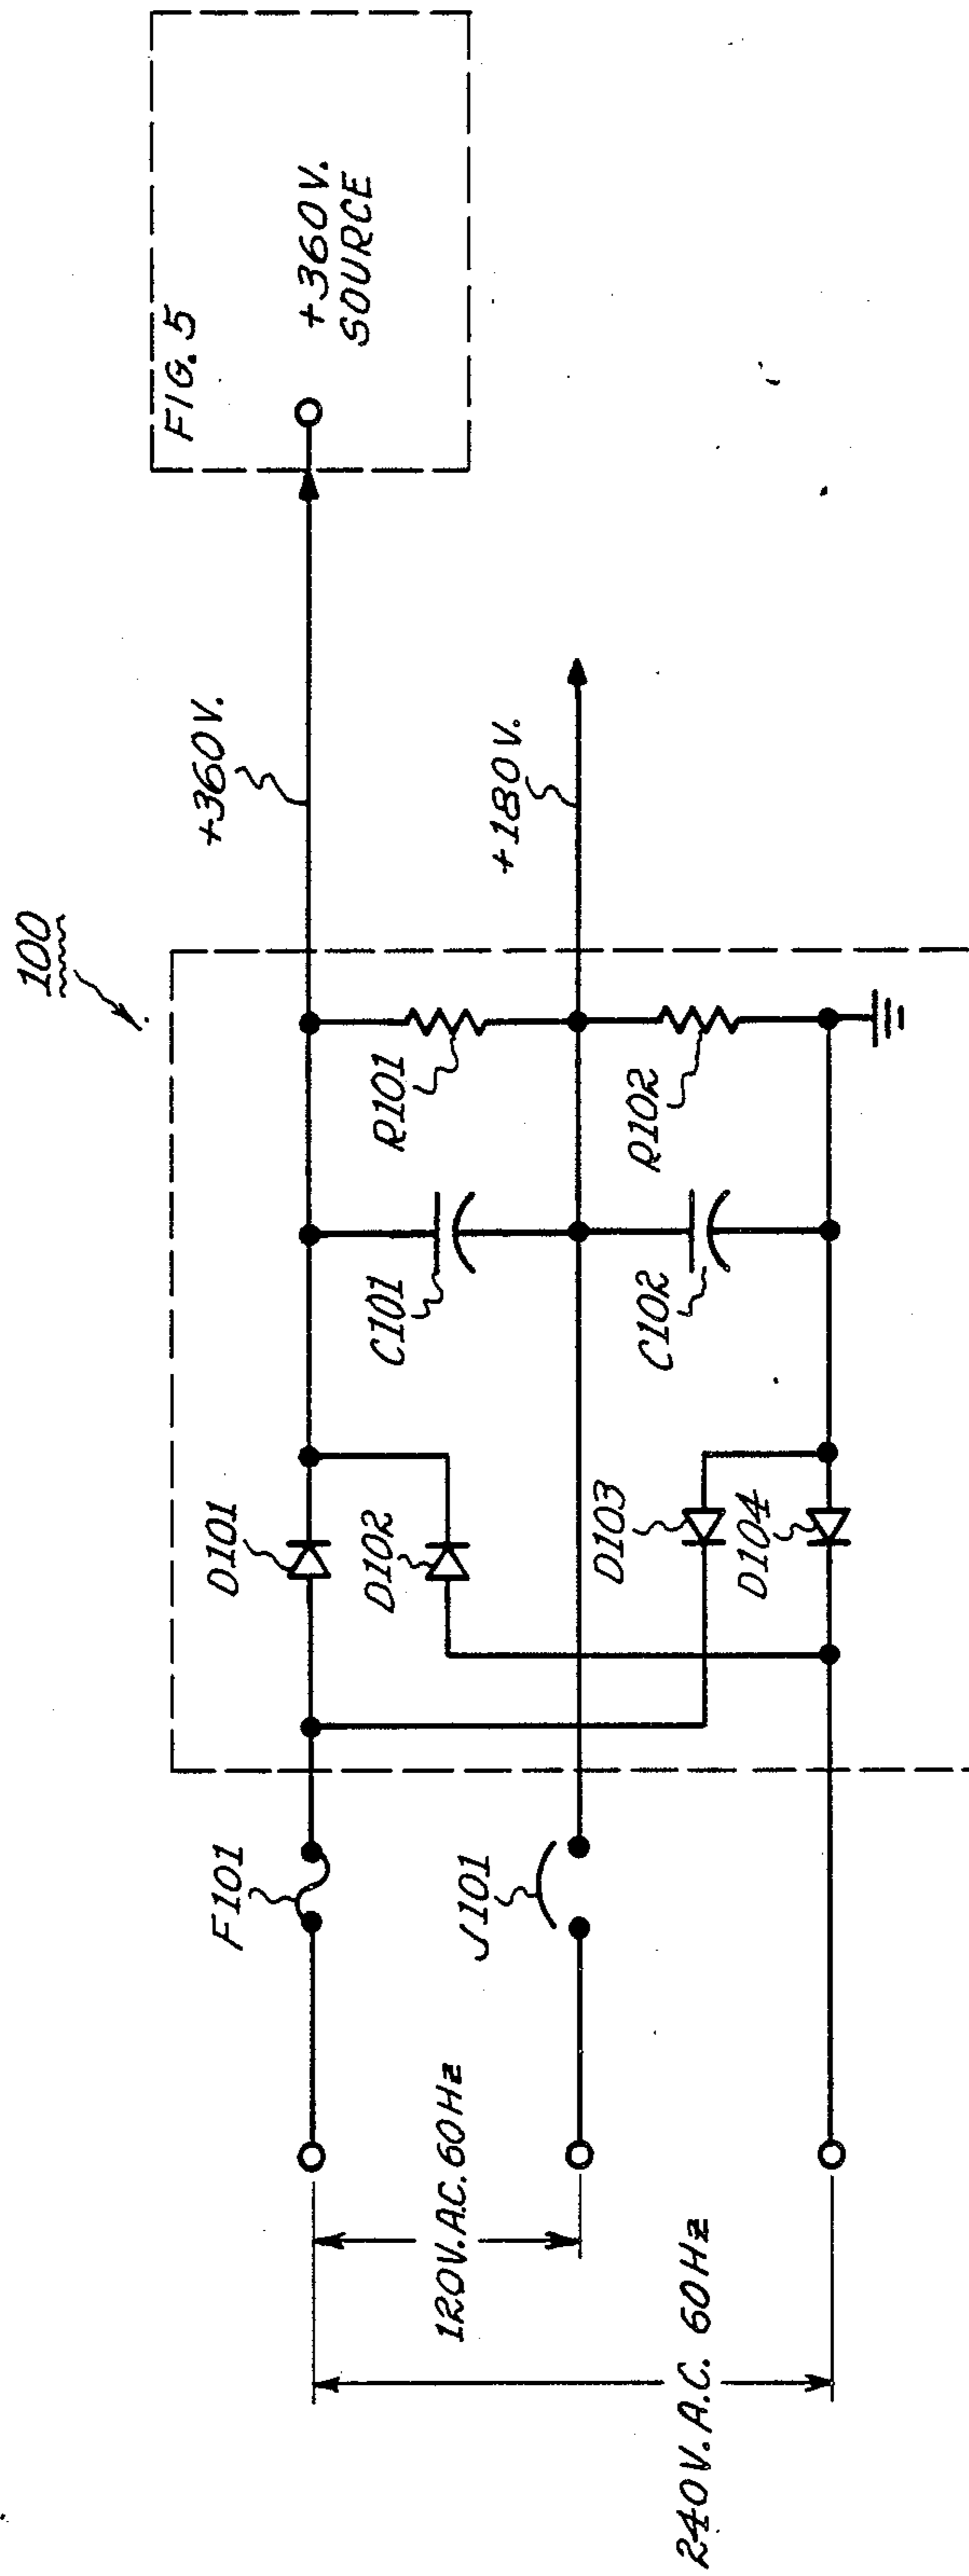 100
FIG. 5
+360V.
SOURCE
+360V.
+180V.
D101
D102
D103
D104
C101
C102
R101
R102
F101
J101
120V.A.C.60Hz
240V.A.C. 60Hz